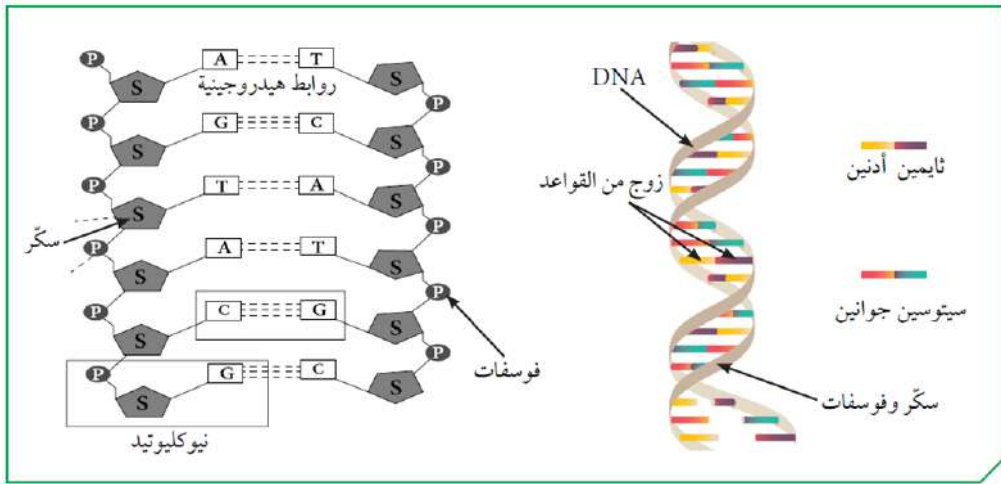 P A T
S S
روابط هيدروجينية
P
P G C
S S
P
P T A
S S
سكّر
P
P A T
S S
P
P C G
S S
فوسفات
P
P G C
S S
نيوكليوتيد
DNA
زوج من القواعد
ثايمين أدنين
سيتوسين جوانين
سكّر وفوسفات